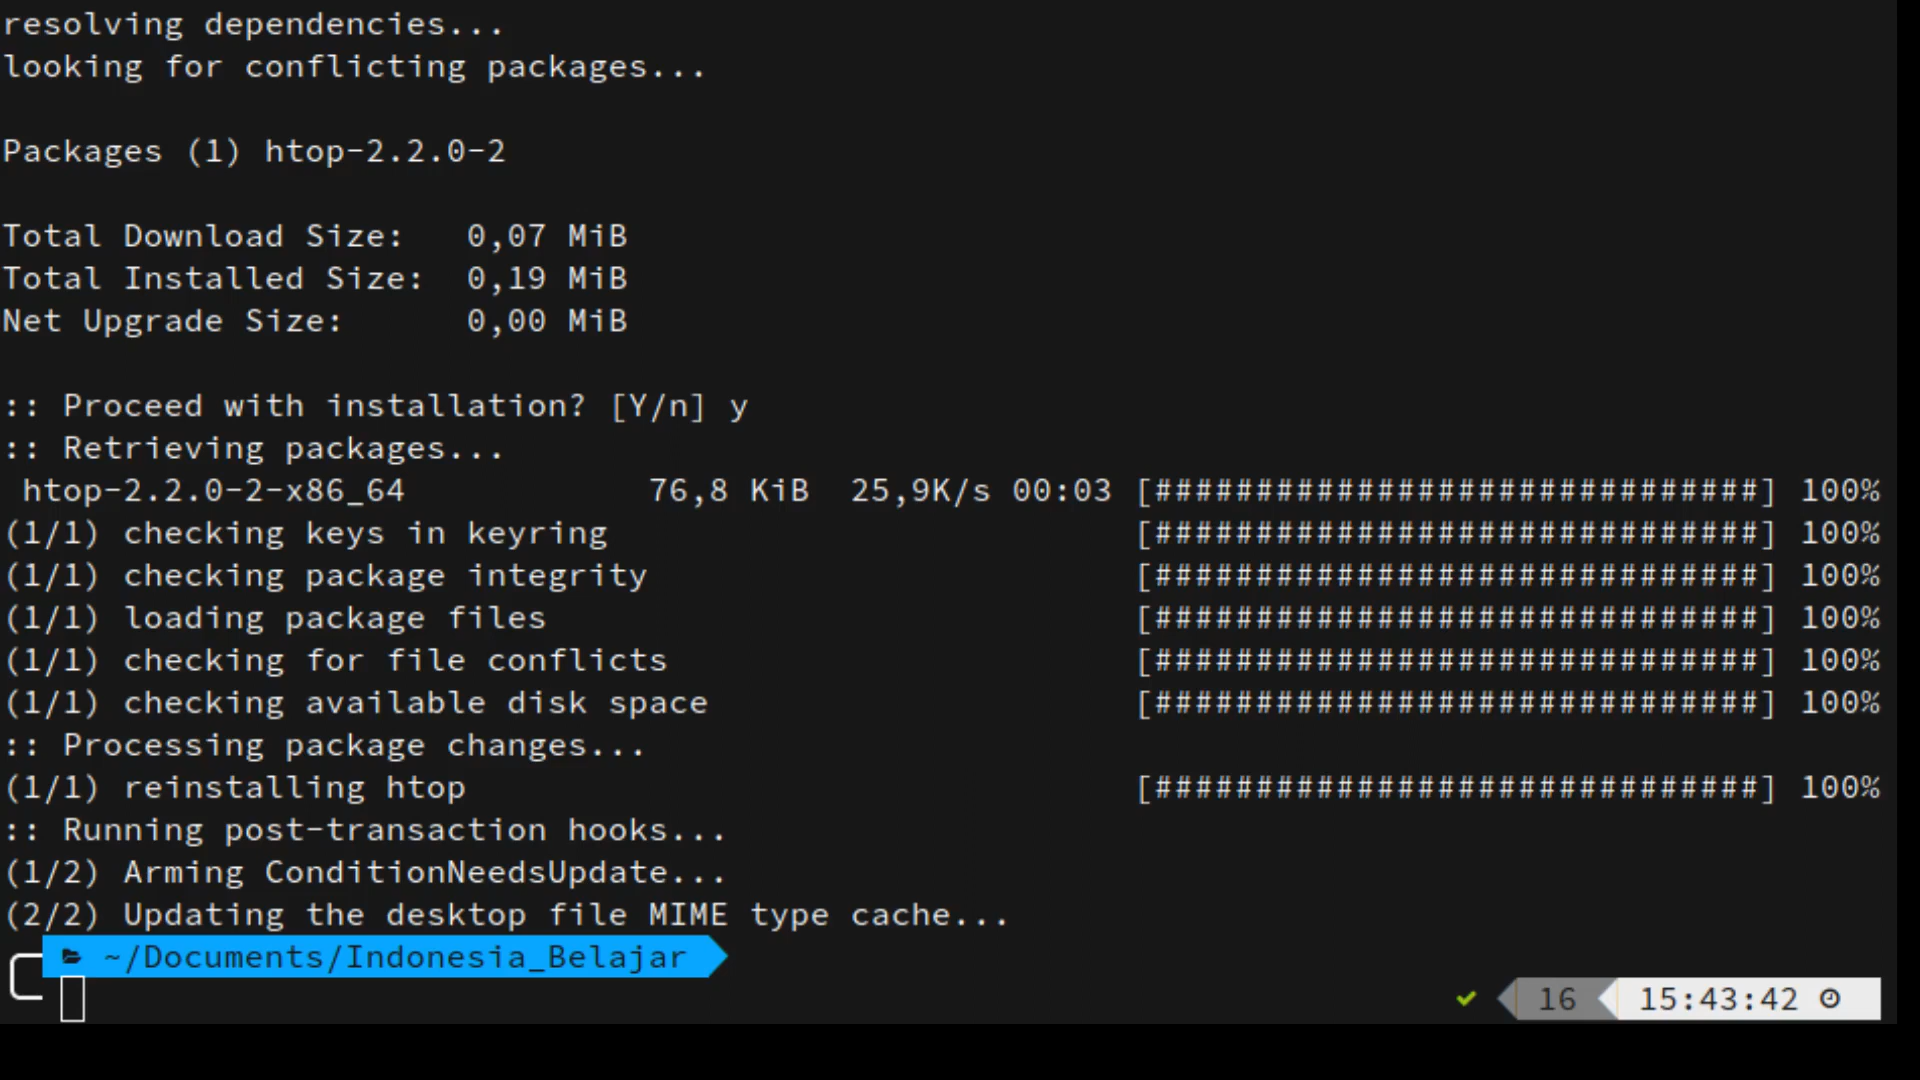 resolving dependencies...
looking for conflicting packages...
Packages (1) htop-2.2.0-2
Total Download Size:   0,07 MiB
Total Installed Size:  0,19 MiB
Net Upgrade Size:      0,00 MiB
:: Proceed with installation? [Y/n] y
:: Retrieving packages...
 htop-2.2.0-2-x86_64            76,8 KiB  25,9K/s 00:03 [##############################] 100%
(1/1) checking keys in keyring                          [##############################] 100%
(1/1) checking package integrity                        [##############################] 100%
(1/1) loading package files                             [##############################] 100%
(1/1) checking for file conflicts                       [##############################] 100%
(1/1) checking available disk space                     [##############################] 100%
:: Processing package changes...
(1/1) reinstalling htop                                 [##############################] 100%
:: Running post-transaction hooks...
(1/2) Arming ConditionNeedsUpdate...
(2/2) Updating the desktop file MIME type cache...
~/Documents/Indonesia_Belajar
✔ 16 15:43:42